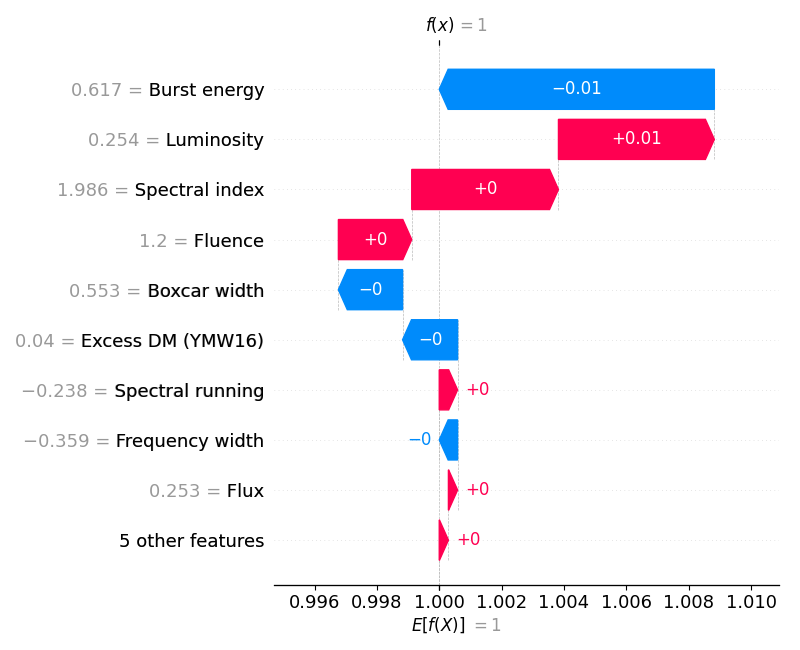 f(x) = 1
0.617 = Burst energy
−0.01
0.254 = Luminosity
+0.01
1.986 = Spectral index
+0
1.2 = Fluence
+0
0.553 = Boxcar width
−0
0.04 = Excess DM (YMW16)
−0
−0.238 = Spectral running
+0
−0.359 = Frequency width
−0
0.253 = Flux
+0
5 other features
+0
0.996 0.998 1.000 1.002 1.004 1.006 1.008 1.010
E[f(X)] = 1